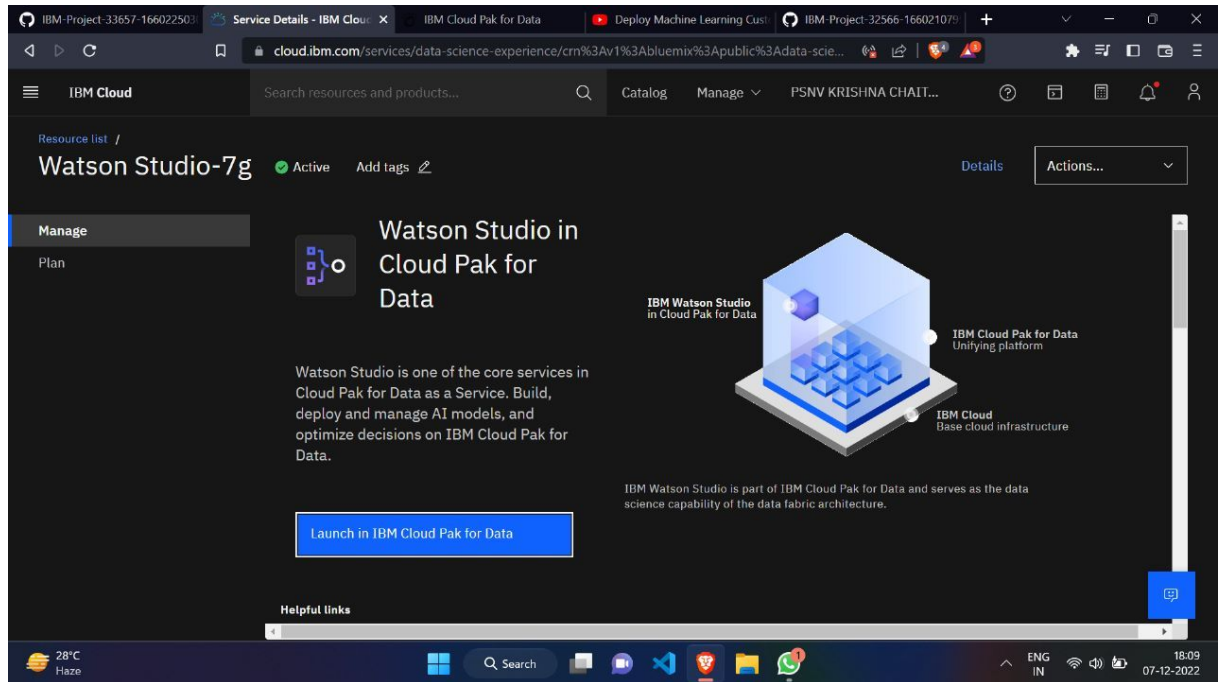 IBM-Project-33657-166022503
Service Details - IBM Cloud
IBM Cloud Pak for Data
Deploy Machine Learning Custo
IBM-Project-32566-166021079
cloud.ibm.com/services/data-science-experience/crn%3Av1%3Abluemix%3Apublic%3Adata-scie...
IBM Cloud
Search resources and products...
Catalog
Manage
PSNV KRISHNA CHAIT...
Resource list /
Watson Studio-7g
Active
Add tags
Details
Actions...
Manage
Plan
Watson Studio in
Cloud Pak for
Data
Watson Studio is one of the core services in
Cloud Pak for Data as a Service. Build,
deploy and manage AI models, and
optimize decisions on IBM Cloud Pak for
Data.
Launch in IBM Cloud Pak for Data
IBM Watson Studio
in Cloud Pak for Data
IBM Cloud Pak for Data
Unifying platform
IBM Cloud
Base cloud infrastructure
IBM Watson Studio is part of IBM Cloud Pak for Data and serves as the data
science capability of the data fabric architecture.
Helpful links
28°C
Haze
Search
1
ENG
IN
18:09
07-12-2022